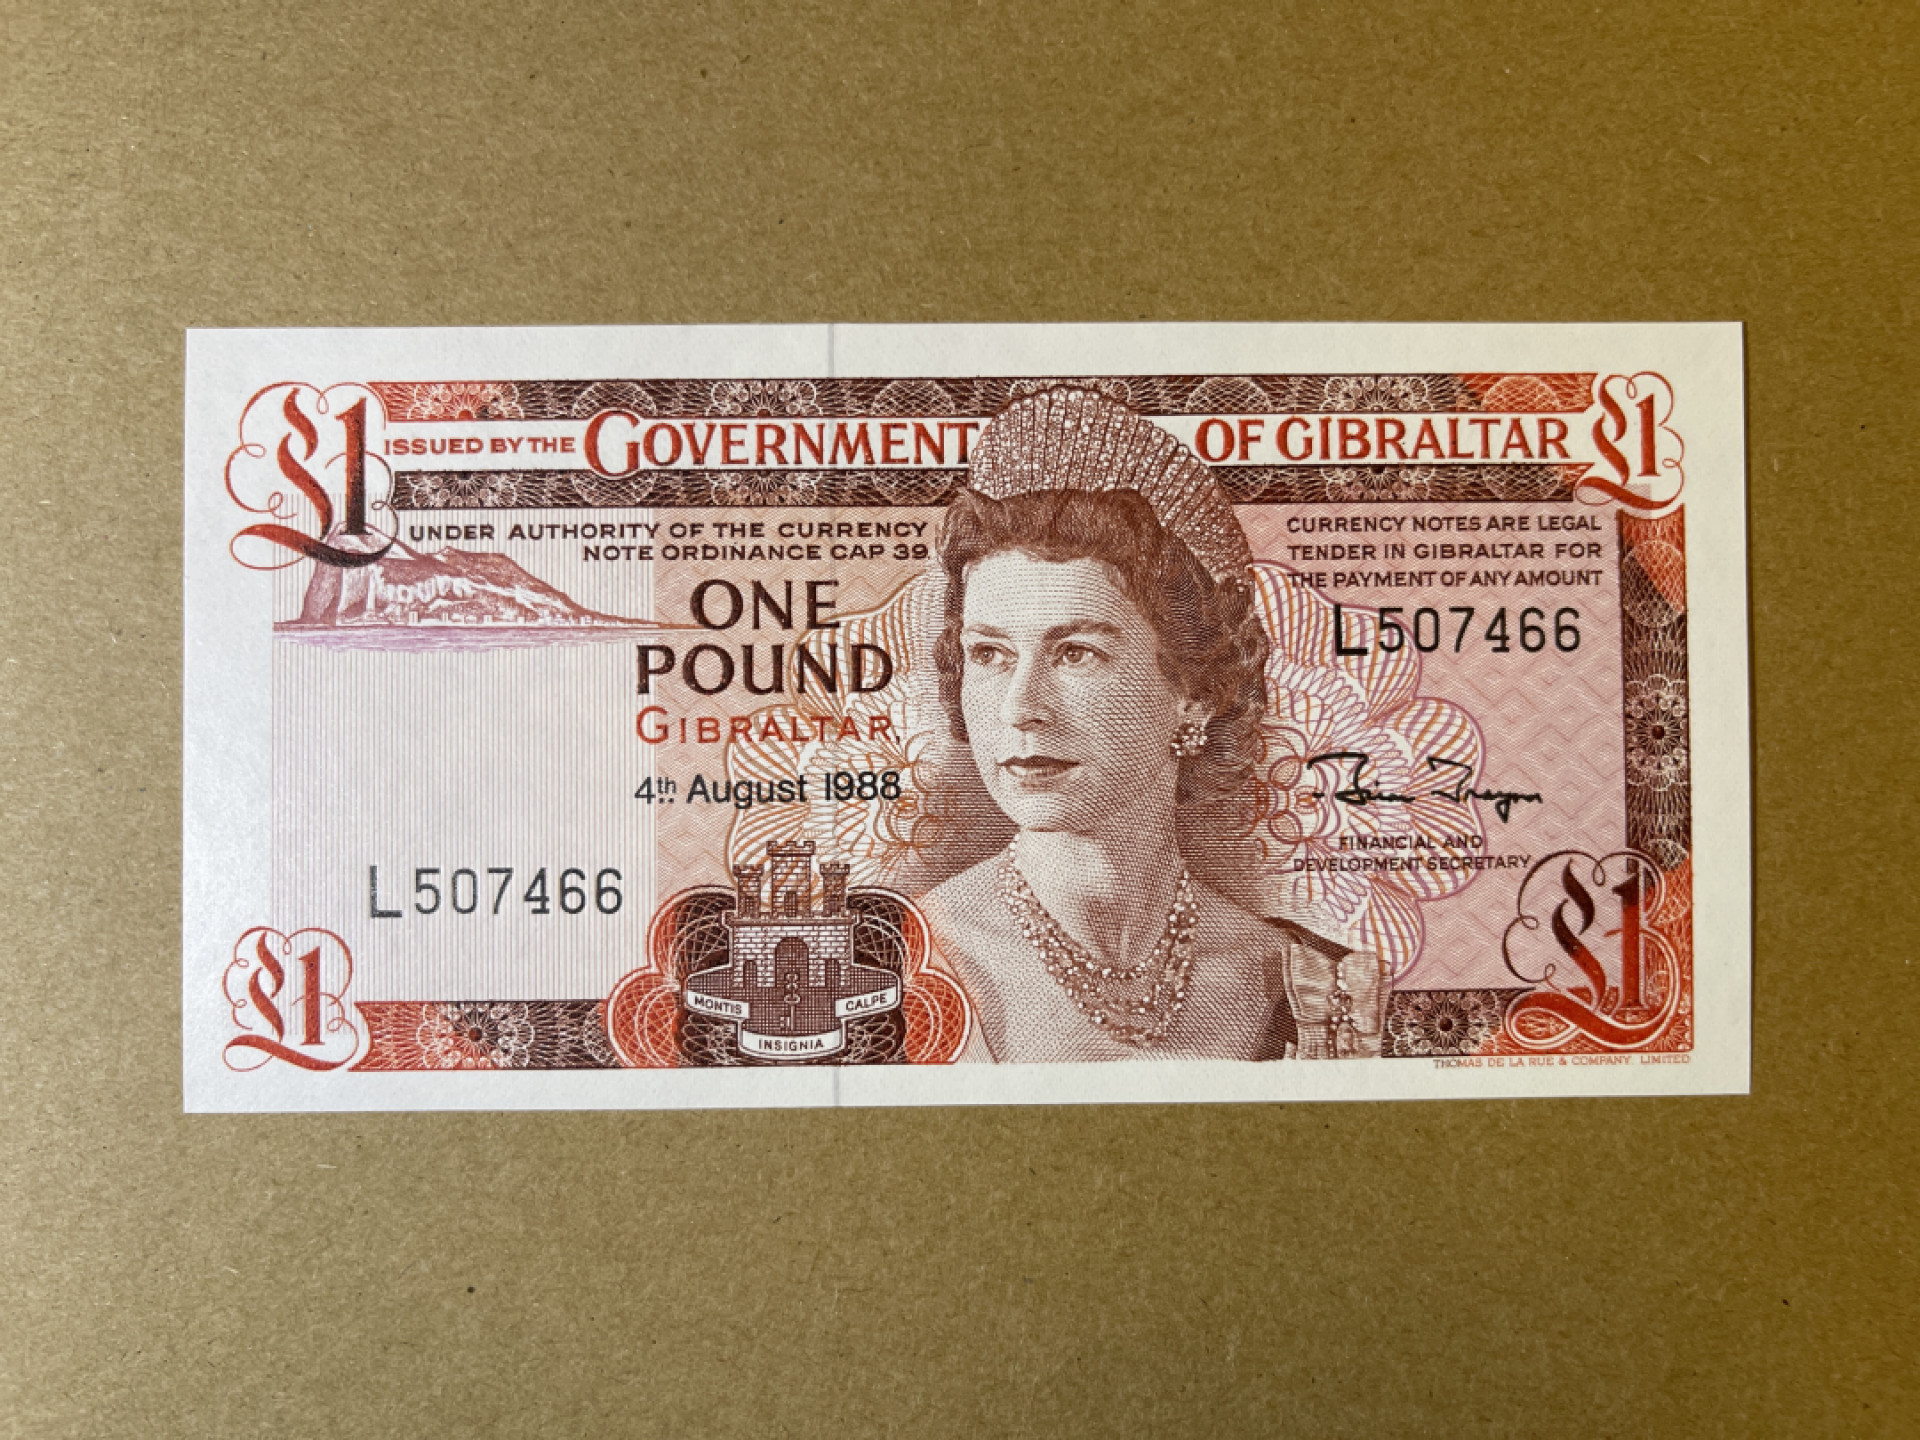 £1 ISSUED BY THE GOVERNMENT OF GIBRALTAR £1
UNDER AUTHORITY OF THE CURRENCY
NOTE ORDINANCE CAP 39.
CURRENCY NOTES ARE LEGAL
TENDER IN GIBRALTAR FOR
THE PAYMENT OF ANY AMOUNT
ONE
POUND
GIBRALTAR,
4th August 1988
L507466
L507466
Brian Traynor
FINANCIAL AND
DEVELOPMENT SECRETARY
MONTIS CALPE
INSIGNIA
£1
£1
THOMAS DE LA RUE & COMPANY, LIMITED